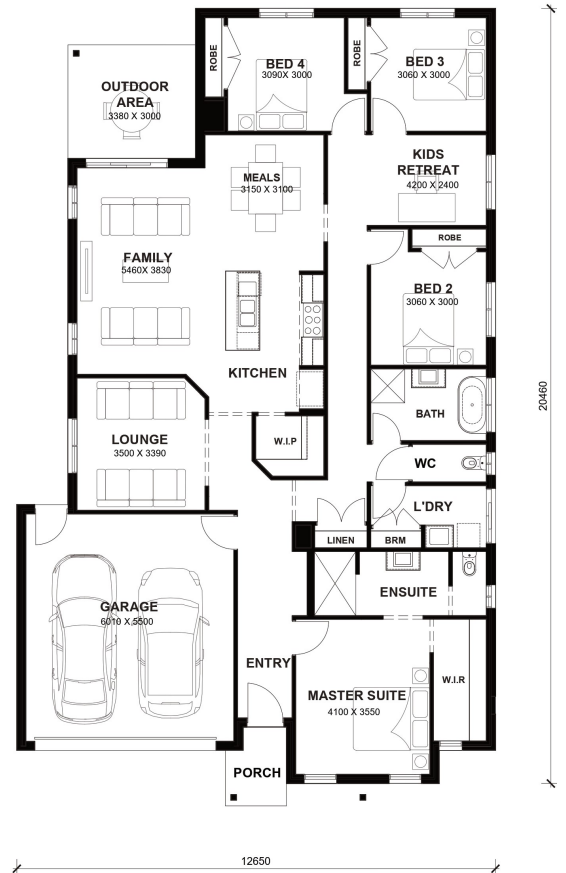 ROBE
BED 4
3090X 3000
ROBE
BED 3
3060 X 3000
OUTDOOR
AREA
3380 X 3000
MEALS
3150 X 3100
KIDS
RETREAT
4200 X 2400
ROBE
FAMILY
5460X 3830
BED 2
3060 X 3000
KITCHEN
BATH
LOUNGE
3500 X 3390
W.I.P
WC
L'DRY
LINEN
BRM
ENSUITE
GARAGE
6010 X 5500
ENTRY
MASTER SUITE
4100 X 3550
W.I.R
PORCH
20460
12650